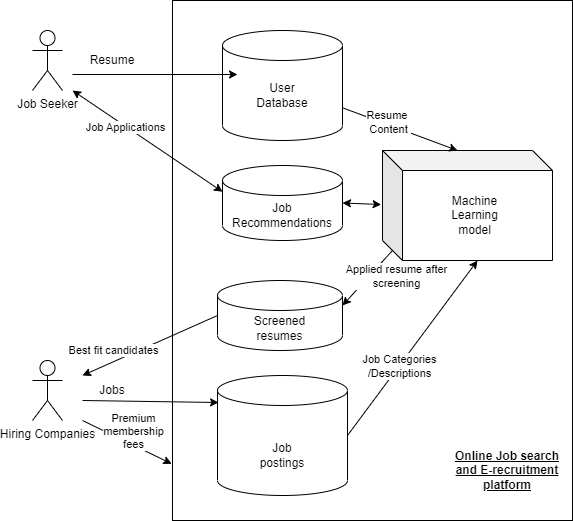 Resume
User
Database
Job Seeker
Resume
Content
Job Applications
Job
Recommendations
Machine
Learning
model
Applied resume after
screening
Screened
resumes
Best fit candidates
Job Categories
/Descriptions
Jobs
Hiring Companies
Premium
membership
fees
Job
postings
Online Job search
and E-recruitment
platform